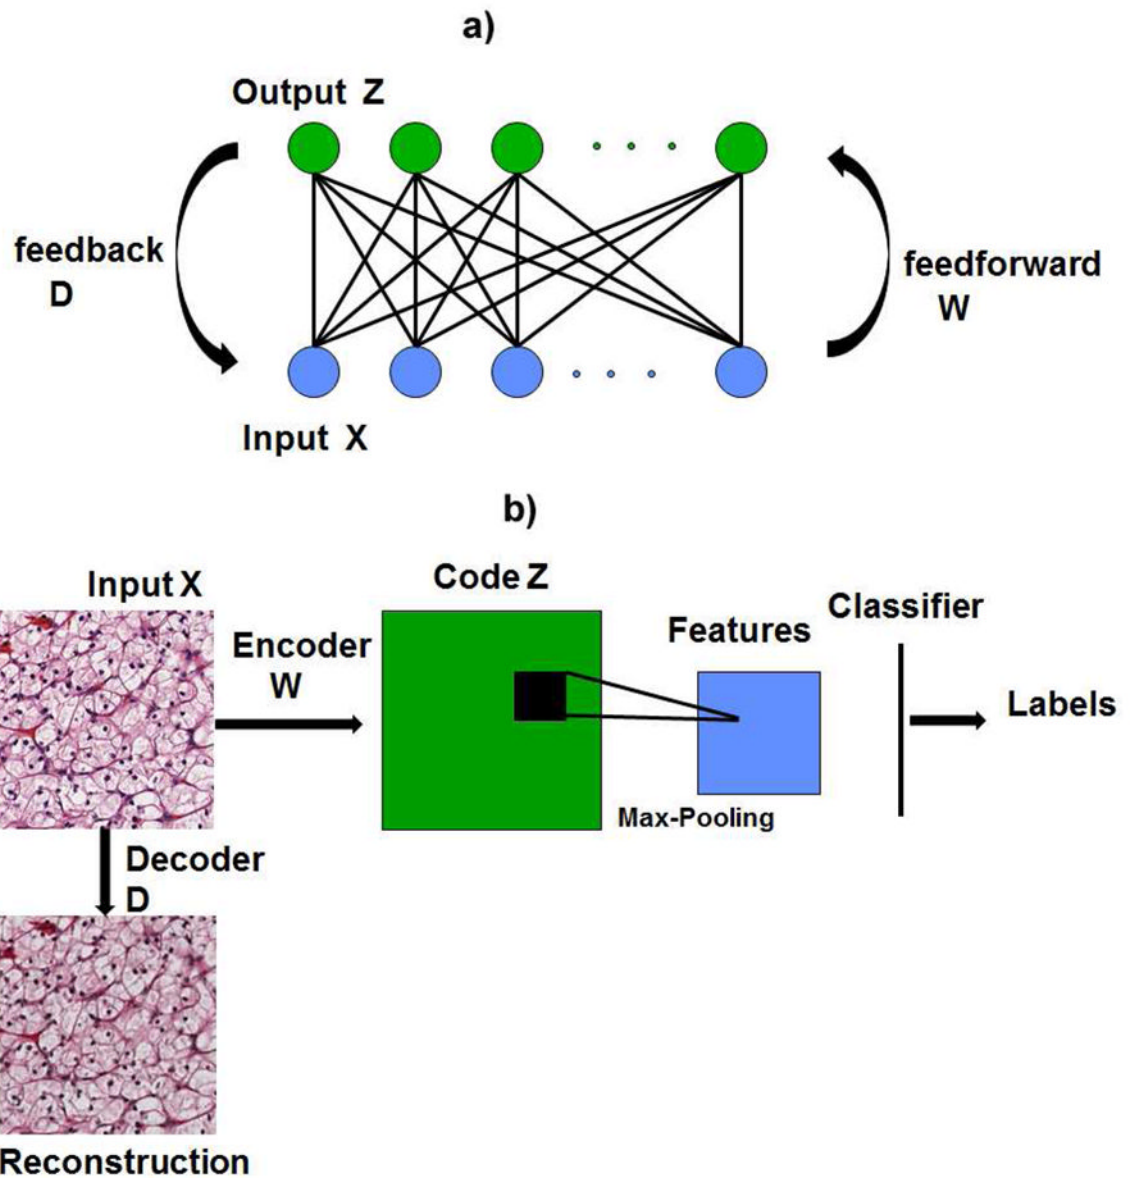 a)
Output Z
feedback
D
feedforward
W
Input X
b)
Input X
Encoder
W
Code Z
Features
Classifier
Labels
Max-Pooling
Decoder
D
Reconstruction